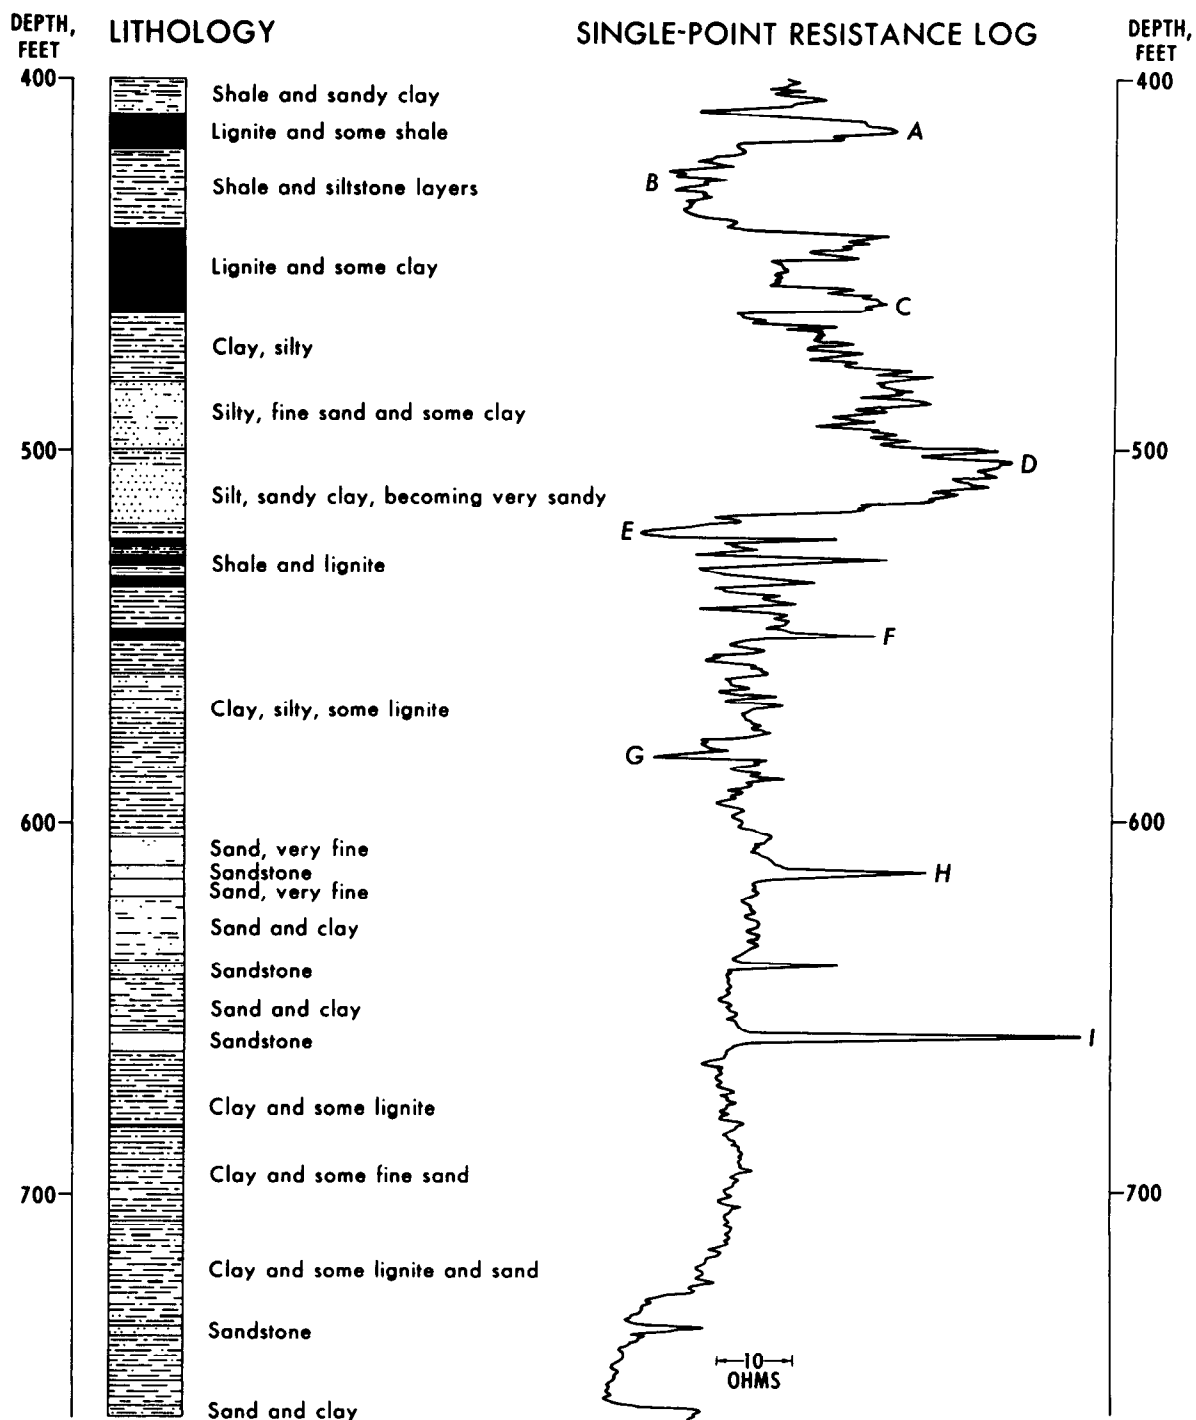 DEPTH,
FEET
LITHOLOGY
SINGLE-POINT RESISTANCE LOG
DEPTH,
FEET
400
400
Shale and sandy clay
Lignite and some shale
A
Shale and siltstone layers
B
Lignite and some clay
C
Clay, silty
Silty, fine sand and some clay
500
500
D
Silt, sandy clay, becoming very sandy
E
Shale and lignite
F
Clay, silty, some lignite
G
600
600
Sand, very fine
Sandstone
H
Sand, very fine
Sand and clay
Sandstone
Sand and clay
Sandstone
I
Clay and some lignite
Clay and some fine sand
700
700
Clay and some lignite and sand
Sandstone
10
OHMS
Sand and clay